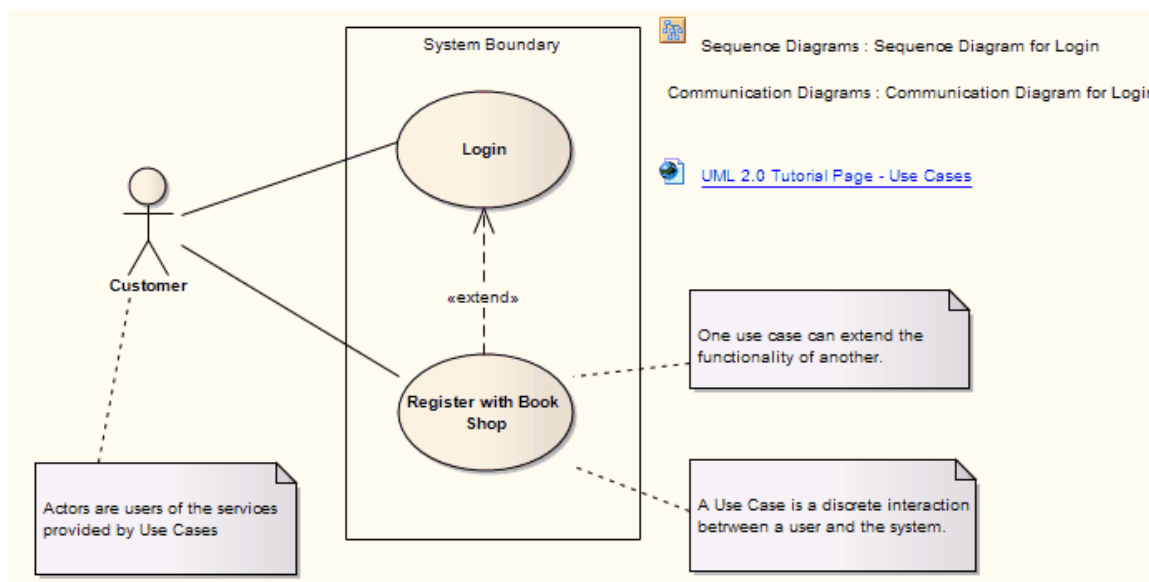 System Boundary
Sequence Diagrams : Sequence Diagram for Login
Communication Diagrams : Communication Diagram for Login
Login
UML 2.0 Tutorial Page - Use Cases
Customer
«extend»
One use case can extend the
functionality of another.
Register with Book
Shop
Actors are users of the services
provided by Use Cases
A Use Case is a discrete interaction
betrween a user and the system.